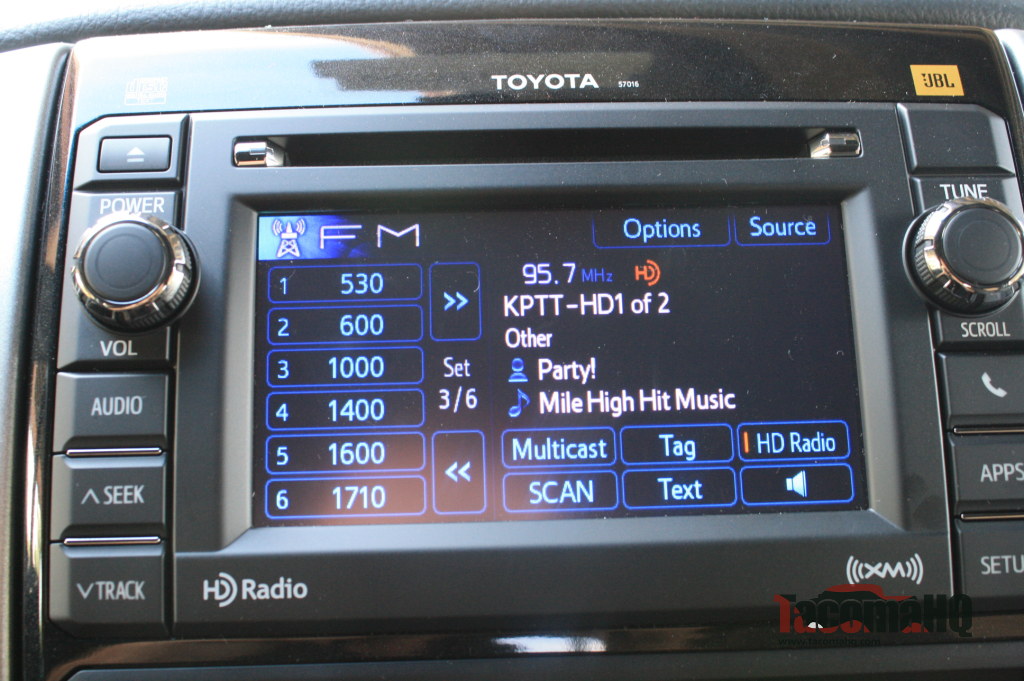 TOYOTA 57016
JBL
POWER
VOL
AUDIO
∧ SEEK
∨ TRACK
FM
Options
Source
1 530
2 600
3 1000
4 1400
5 1600
6 1710
>>
Set
3/6
<<
95.7 MHz HD
KPTT-HD1 of 2
Other
Party!
Mile High Hit Music
Multicast
Tag
HD Radio
SCAN
Text
TUNE
SCROLL
APPS
SETU
HD Radio
((XM))
TacomaHQ